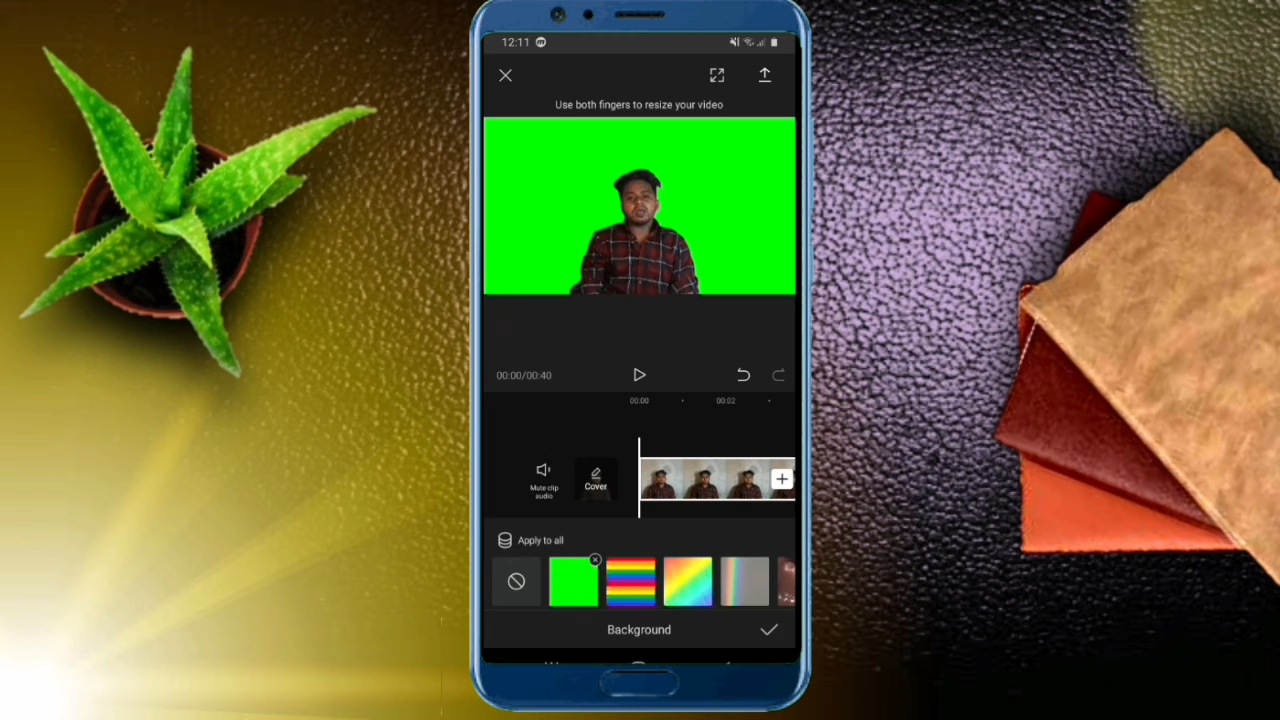 12:11
Use both fingers to resize your video
00:00/00:40
00:00
00:02
Mute clip
audio
Cover
Apply to all
Background